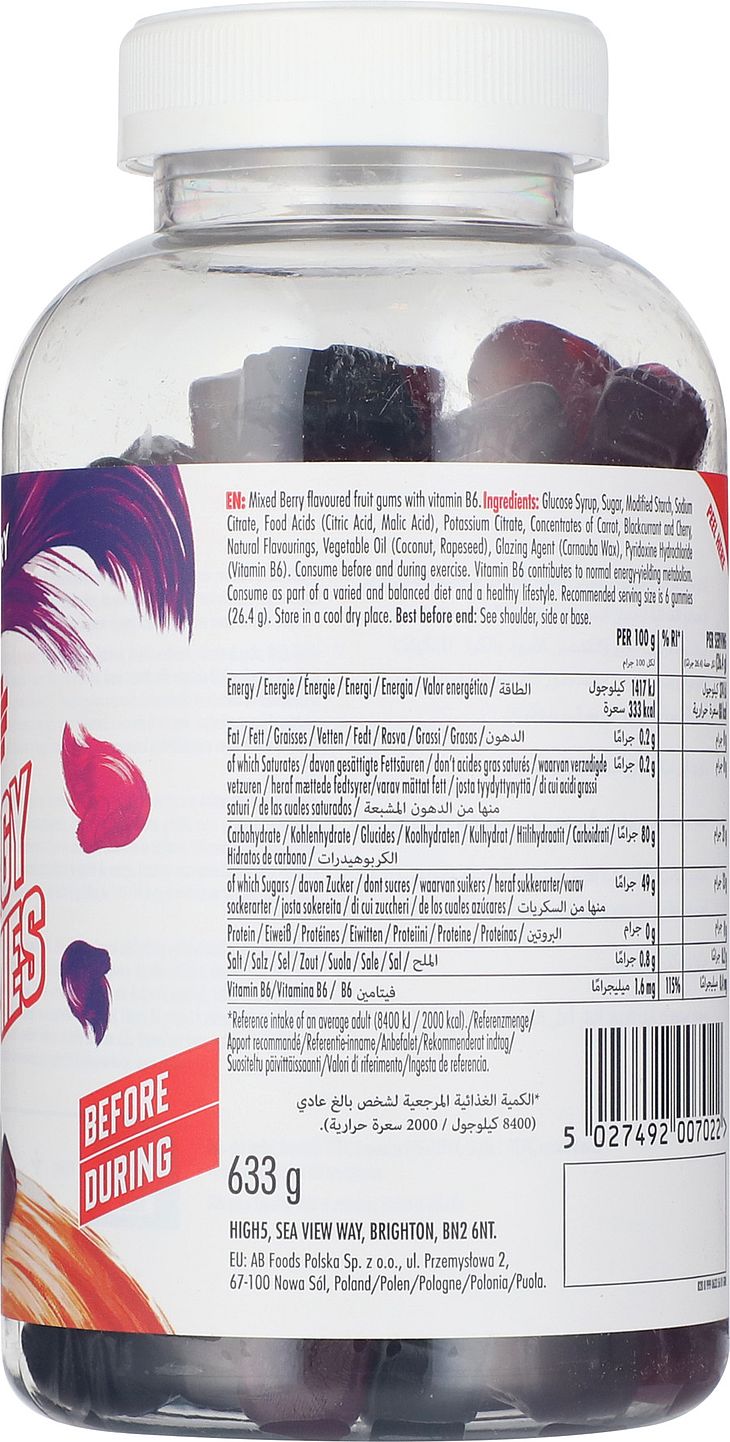 EN: Mixed Berry flavoured fruit gums with vitamin B6. Ingredients: Glucose Syrup, Sugar, Modified Starch, Sodium
Citrate, Food Acids (Citric Acid, Malic Acid), Potassium Citrate, Concentrates of Carrot, Blackcurrant and Cherry,
Natural Flavourings, Vegetable Oil (Coconut, Rapeseed), Glazing Agent (Carnauba Wax), Pyridoxine Hydrochloride
(Vitamin B6). Consume before and during exercise. Vitamin B6 contributes to normal energy-yielding metabolism.
Consume as part of a varied and balanced diet and a healthy lifestyle. Recommended serving size is 6 gummies
(26.4 g). Store in a cool dry place. Best before end: See shoulder, side or base.
PEEL HERE
PER 100 g % RI* PER SERVING
لكل 100 جرام
Energy / Energie / Énergie / Energi / Energia / Valor energético / الطاقة 1417 kJ كيلوجول
333 kcal سعرة
Fat / Fett / Graisses / Vetten / Fedt / Rasva / Grassi / Grasas / الدهون 0.2 g جرامًا
of which Saturates / davon gesättigte Fettsäuren / don't acides gras saturés / waarvan verzadigde 0.2 g جرامًا
vetzuren / heraf mættede fedtsyrer/varav mättat fett / josta tyydyttynyttä / di cui acidi grassi
saturi / de las cuales saturados / منها من الدهون المشبعة
Carbohydrate / Kohlenhydrate / Glucides / Koolhydraten / Kulhydrat / Hiilihydraatit / Carboidrati / 80 g جرامًا
Hidratos de carbono / الكربوهيدرات
of which Sugars / davon Zucker / dont sucres / waarvan suikers / heraf sukkerarter/varav 49 g جرامًا
sockerarter / josta sokereita / di cui zuccheri / de los cuales azúcares / منها من السكريات
Protein / Eiweiß / Protéines / Eiwitten / Proteiini / Proteine / Proteínas / البروتين 0 g جرام
Salt / Salz / Sel / Zout / Suola / Sale / Sal / الملح 0.8 g جرامًا
Vitamin B6/Vitamina B6 / B6 فيتامين 1.6 mg ميليجرامًا 115%
*Reference intake of an average adult (8400 kJ / 2000 kcal)./Referenzmenge/
Apport recommandé/Referentie-inname/Anbefalet/Rekommenderat indtag/
Suositeltu päivittäissaanti/Valori di riferimento/Ingesta de referencia.
*الكمية الغذائية المرجعية لشخص بالغ عادي
(8400 كيلوجول / 2000 سعرة حرارية).
BEFORE
DURING
5 027492 007022 >
633 g
HIGH5, SEA VIEW WAY, BRIGHTON, BN2 6NT.
EU: AB Foods Polska Sp. z o.o., ul. Przemysłowa 2,
67-100 Nowa Sól, Poland/Polen/Pologne/Polonia/Puola.